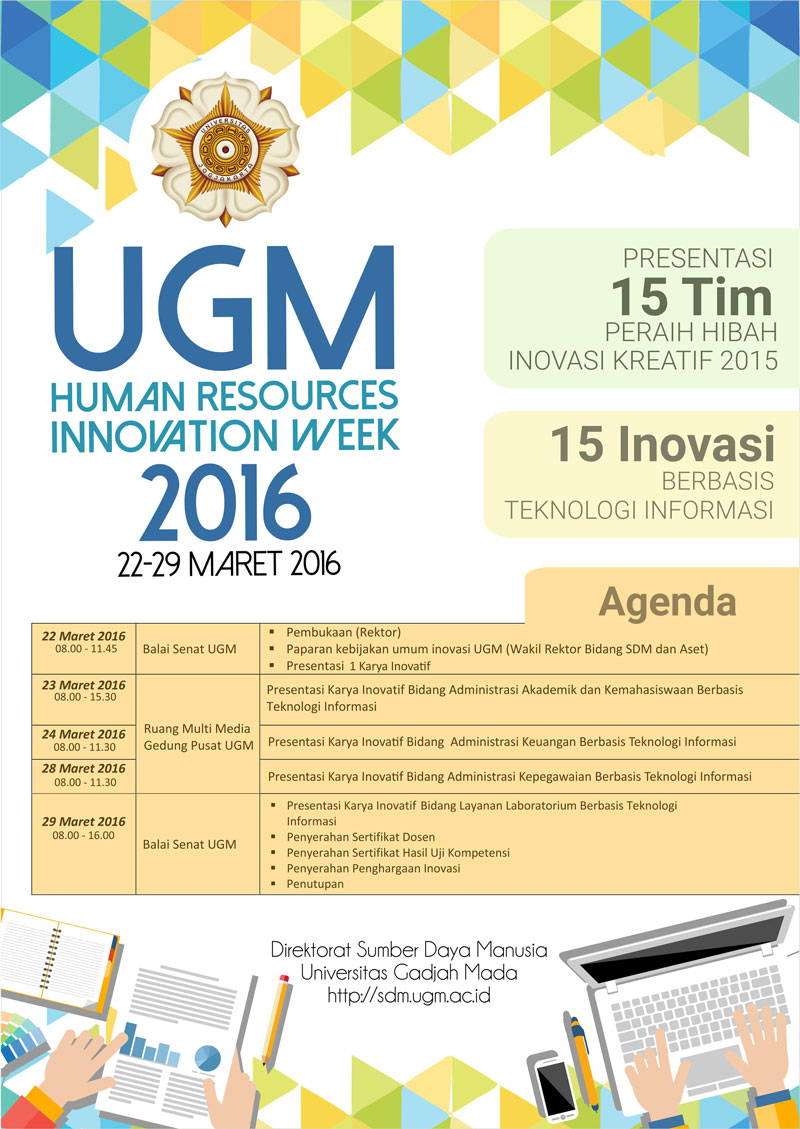 UNIVERSITAS
GADJAH MADA
JOGJAKARTA
UGM
HUMAN RESOURCES
INNOVATION WEEK
2016
22-29 MARET 2016
PRESENTASI
15 Tim
PERAIH HIBAH
INOVASI KREATIF 2015
15 Inovasi
BERBASIS
TEKNOLOGI INFORMASI
Agenda
22 Maret 2016
08.00 - 11.45
Balai Senat UGM
▪ Pembukaan (Rektor)
▪ Paparan kebijakan umum inovasi UGM (Wakil Rektor Bidang SDM dan Aset)
▪ Presentasi 1 Karya Inovatif
23 Maret 2016
08.00 - 15.30
Ruang Multi Media
Gedung Pusat UGM
Presentasi Karya Inovatif Bidang Administrasi Akademik dan Kemahasiswaan Berbasis
Teknologi Informasi
24 Maret 2016
08.00 - 11.30
Presentasi Karya Inovatif Bidang Administrasi Keuangan Berbasis Teknologi Informasi
28 Maret 2016
08.00 - 11.30
Presentasi Karya Inovatif Bidang Administrasi Kepegawaian Berbasis Teknologi Informasi
29 Maret 2016
08.00 - 16.00
Balai Senat UGM
▪ Presentasi Karya Inovatif Bidang Layanan Laboratorium Berbasis Teknologi
Informasi
▪ Penyerahan Sertifikat Dosen
▪ Penyerahan Sertifikat Hasil Uji Kompetensi
▪ Penyerahan Penghargaan Inovasi
▪ Penutupan
Direktorat Sumber Daya Manusia
Universitas Gadjah Mada
http://sdm.ugm.ac.id